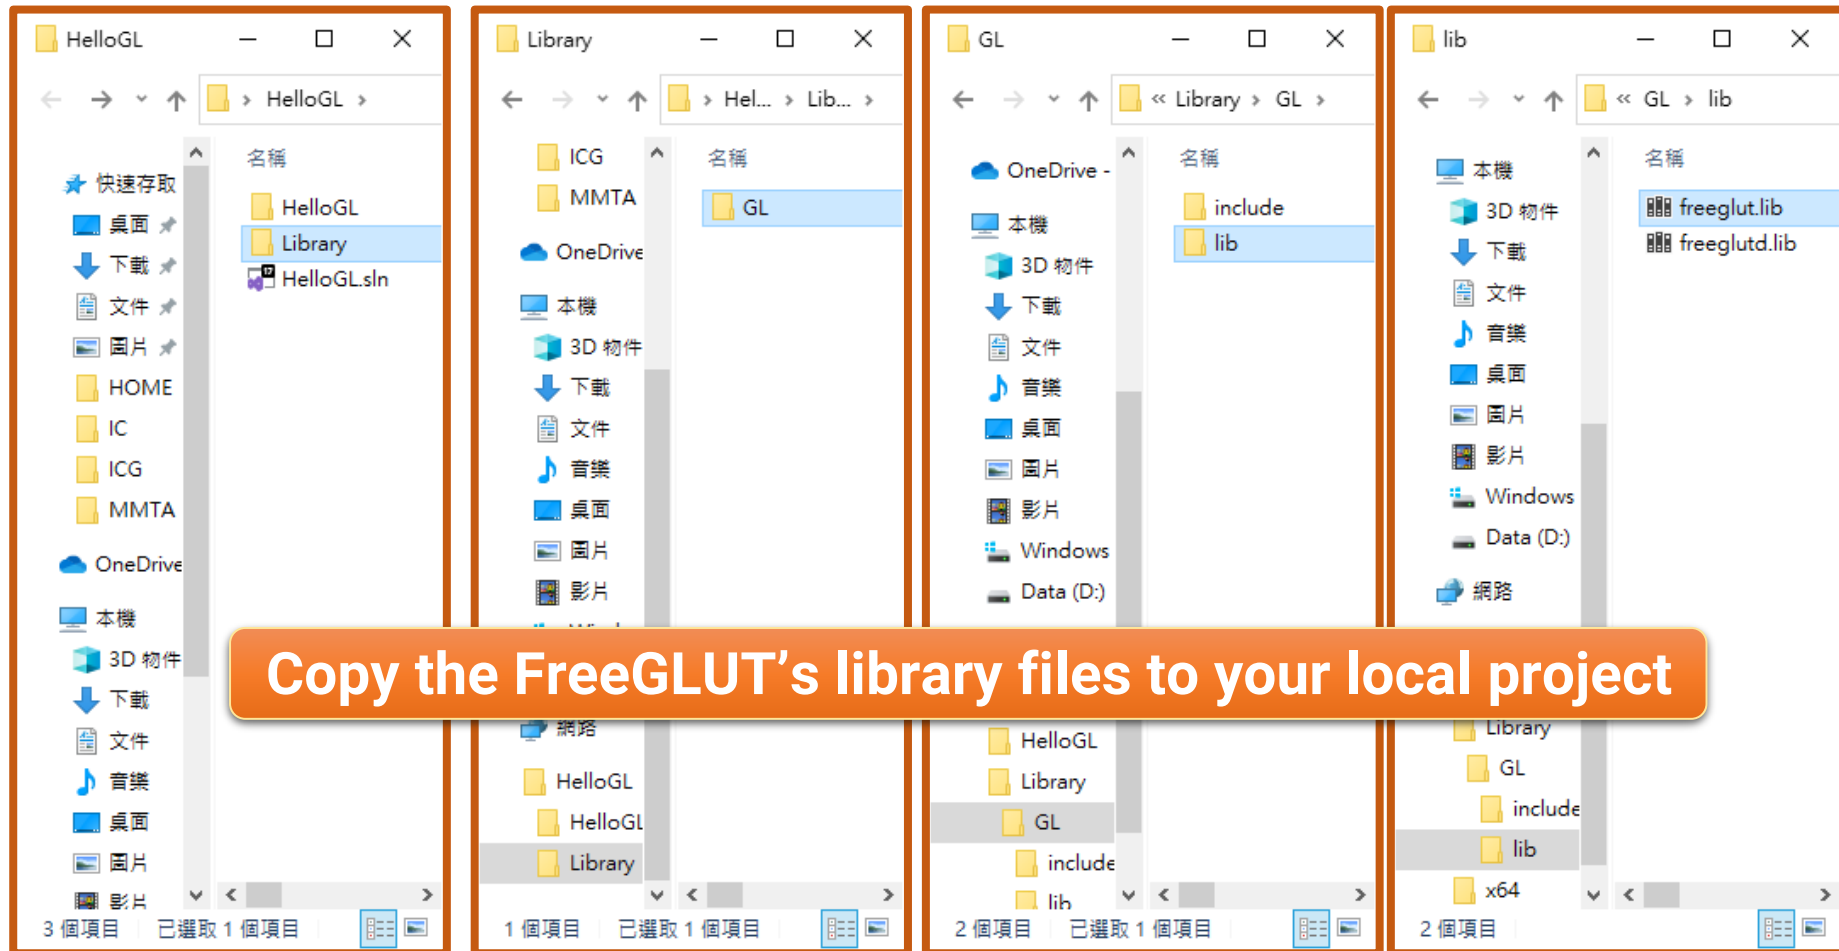 HelloGL
HelloGL
快速存取
桌面
下載
文件
圖片
HOME
IC
ICG
MMTA
OneDrive
本機
3D 物件
下載
文件
音樂
桌面
圖片
影片
名稱
HelloGL
Library
HelloGL.sln
3 個項目 已選取 1 個項目
Library
Hel... Lib...
ICG
MMTA
OneDrive
本機
3D 物件
下載
文件
音樂
桌面
圖片
影片
網路
HelloGL
HelloGL
Library
名稱
GL
1 個項目 已選取 1 個項目
GL
« Library GL
OneDrive -
本機
3D 物件
下載
文件
音樂
桌面
圖片
影片
Windows
Data (D:)
HelloGL
Library
GL
include
lib
名稱
include
lib
2 個項目 已選取 1 個項目
lib
« GL lib
本機
3D 物件
下載
文件
音樂
桌面
圖片
影片
Windows
Data (D:)
網路
Library
GL
include
lib
x64
名稱
freeglut.lib
freeglutd.lib
2 個項目
Copy the FreeGLUT’s library files to your local project